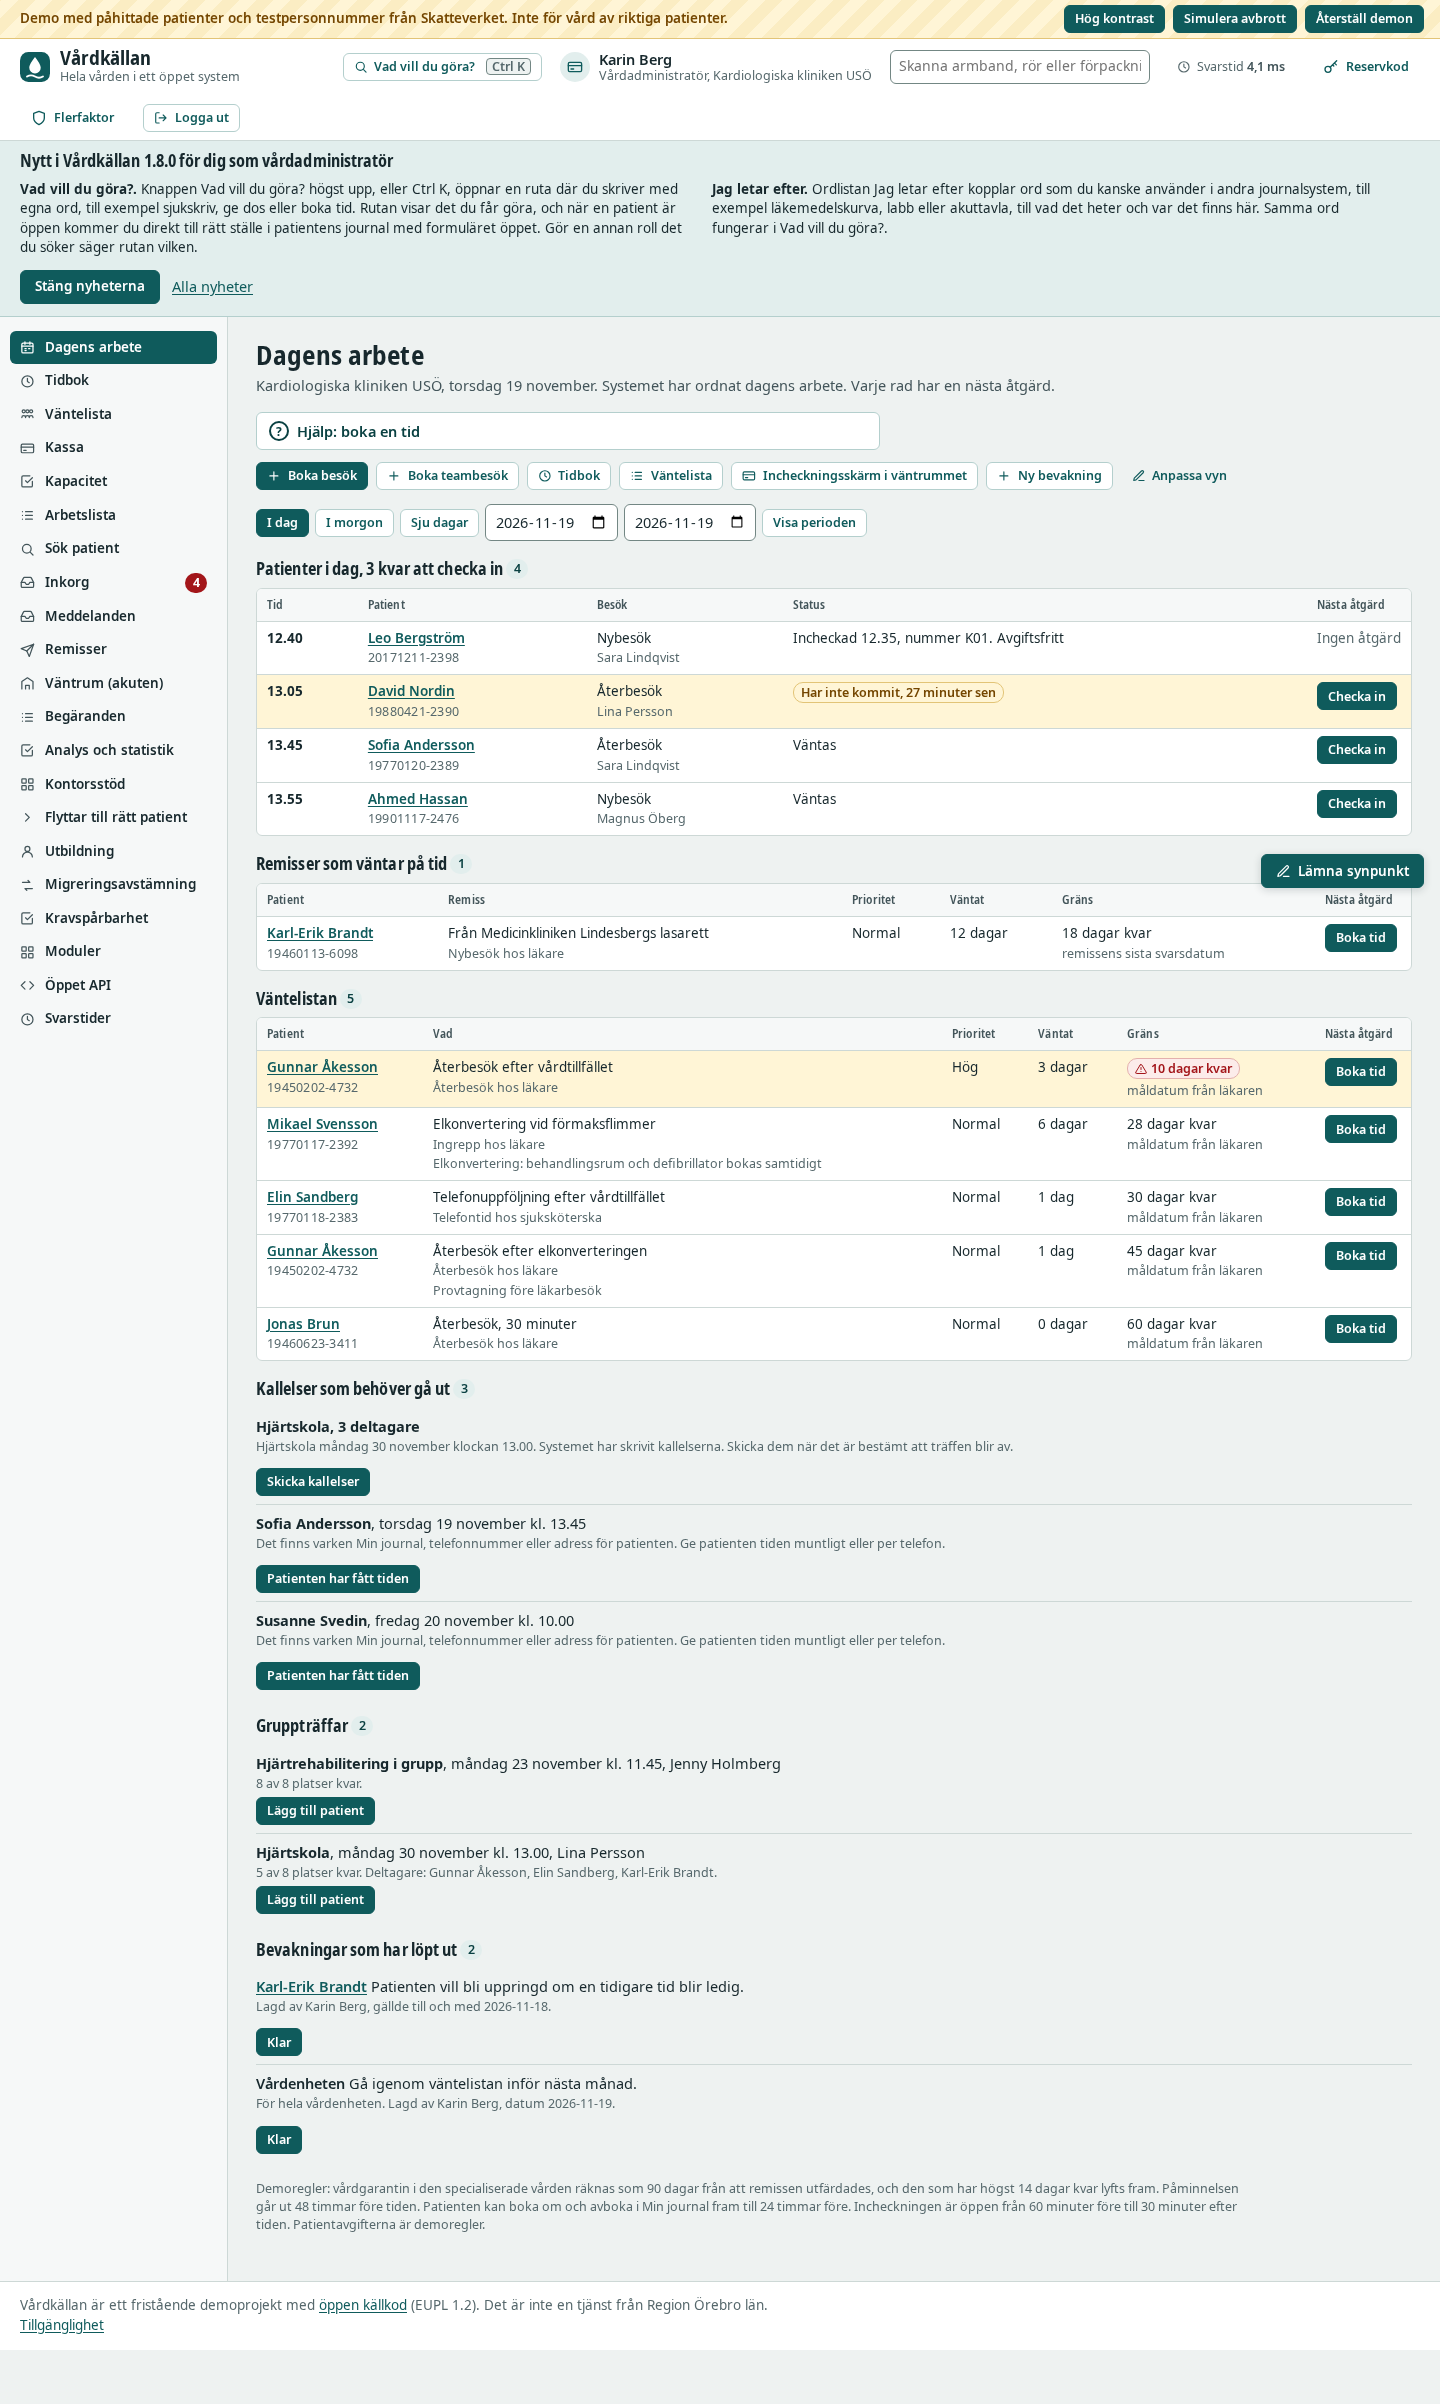 Demo med påhittade patienter och testpersonnummer från Skatteverket. Inte för vård av riktiga patienter.
Hög kontrast
Simulera avbrott
Återställ demon
Vårdkällan
Hela vården i ett öppet system
Vad vill du göra? Ctrl K
Karin Berg
Vårdadministratör, Kardiologiska kliniken USÖ
Skanna armband, rör eller förpackni
Svarstid 4,1 ms
Reservkod
Flerfaktor
Logga ut
Nytt i Vårdkällan 1.8.0 för dig som vårdadministratör
Vad vill du göra?. Knappen Vad vill du göra? högst upp, eller Ctrl K, öppnar en ruta där du skriver med
egna ord, till exempel sjukskriv, ge dos eller boka tid. Rutan visar det du får göra, och när en patient är
öppen kommer du direkt till rätt ställe i patientens journal med formuläret öppet. Gör en annan roll det
du söker säger rutan vilken.
Jag letar efter. Ordlistan Jag letar efter kopplar ord som du kanske använder i andra journalsystem, till
exempel läkemedelskurva, labb eller akuttavla, till vad det heter och var det finns här. Samma ord
fungerar i Vad vill du göra?.
Stäng nyheterna
Alla nyheter
Dagens arbete
Tidbok
Väntelista
Kassa
Kapacitet
Arbetslista
Sök patient
Inkorg 4
Meddelanden
Remisser
Väntrum (akuten)
Begäranden
Analys och statistik
Kontorsstöd
Flyttar till rätt patient
Utbildning
Migreringsavstämning
Kravspårbarhet
Moduler
Öppet API
Svarstider
Dagens arbete
Kardiologiska kliniken USÖ, torsdag 19 november. Systemet har ordnat dagens arbete. Varje rad har en nästa åtgärd.
? Hjälp: boka en tid
Boka besök
Boka teambesök
Tidbok
Väntelista
Incheckningsskärm i väntrummet
Ny bevakning
Anpassa vyn
I dag
I morgon
Sju dagar
2026-11-19
2026-11-19
Visa perioden
Patienter i dag, 3 kvar att checka in 4
Tid Patient Besök Status Nästa åtgärd
12.40 Leo Bergström Nybesök Incheckad 12.35, nummer K01. Avgiftsfritt Ingen åtgärd
20171211-2398 Sara Lindqvist
13.05 David Nordin Återbesök Har inte kommit, 27 minuter sen Checka in
19880421-2390 Lina Persson
13.45 Sofia Andersson Återbesök Väntas Checka in
19770120-2389 Sara Lindqvist
13.55 Ahmed Hassan Nybesök Väntas Checka in
19901117-2476 Magnus Öberg
Remisser som väntar på tid 1
Lämna synpunkt
Patient Remiss Prioritet Väntat Gräns Nästa åtgärd
Karl-Erik Brandt Från Medicinkliniken Lindesbergs lasarett Normal 12 dagar 18 dagar kvar Boka tid
19460113-6098 Nybesök hos läkare remissens sista svarsdatum
Väntelistan 5
Patient Vad Prioritet Väntat Gräns Nästa åtgärd
Gunnar Åkesson Återbesök efter vårdtillfället Hög 3 dagar 10 dagar kvar Boka tid
19450202-4732 Återbesök hos läkare måldatum från läkaren
Mikael Svensson Elkonvertering vid förmaksflimmer Normal 6 dagar 28 dagar kvar Boka tid
19770117-2392 Ingrepp hos läkare måldatum från läkaren
Elkonvertering: behandlingsrum och defibrillator bokas samtidigt
Elin Sandberg Telefonuppföljning efter vårdtillfället Normal 1 dag 30 dagar kvar Boka tid
19770118-2383 Telefontid hos sjuksköterska måldatum från läkaren
Gunnar Åkesson Återbesök efter elkonverteringen Normal 1 dag 45 dagar kvar Boka tid
19450202-4732 Återbesök hos läkare måldatum från läkaren
Provtagning före läkarbesök
Jonas Brun Återbesök, 30 minuter Normal 0 dagar 60 dagar kvar Boka tid
19460623-3411 Återbesök hos läkare måldatum från läkaren
Kallelser som behöver gå ut 3
Hjärtskola, 3 deltagare
Hjärtskola måndag 30 november klockan 13.00. Systemet har skrivit kallelserna. Skicka dem när det är bestämt att träffen blir av.
Skicka kallelser
Sofia Andersson, torsdag 19 november kl. 13.45
Det finns varken Min journal, telefonnummer eller adress för patienten. Ge patienten tiden muntligt eller per telefon.
Patienten har fått tiden
Susanne Svedin, fredag 20 november kl. 10.00
Det finns varken Min journal, telefonnummer eller adress för patienten. Ge patienten tiden muntligt eller per telefon.
Patienten har fått tiden
Gruppträffar 2
Hjärtrehabilitering i grupp, måndag 23 november kl. 11.45, Jenny Holmberg
8 av 8 platser kvar.
Lägg till patient
Hjärtskola, måndag 30 november kl. 13.00, Lina Persson
5 av 8 platser kvar. Deltagare: Gunnar Åkesson, Elin Sandberg, Karl-Erik Brandt.
Lägg till patient
Bevakningar som har löpt ut 2
Karl-Erik Brandt Patienten vill bli uppringd om en tidigare tid blir ledig.
Lagd av Karin Berg, gällde till och med 2026-11-18.
Klar
Vårdenheten Gå igenom väntelistan inför nästa månad.
För hela vårdenheten. Lagd av Karin Berg, datum 2026-11-19.
Klar
Demoregler: vårdgarantin i den specialiserade vården räknas som 90 dagar från att remissen utfärdades, och den som har högst 14 dagar kvar lyfts fram. Påminnelsen
går ut 48 timmar före tiden. Patienten kan boka om och avboka i Min journal fram till 24 timmar före. Incheckningen är öppen från 60 minuter före till 30 minuter efter
tiden. Patientavgifterna är demoregler.
Vårdkällan är ett fristående demoprojekt med öppen källkod (EUPL 1.2). Det är inte en tjänst från Region Örebro län.
Tillgänglighet